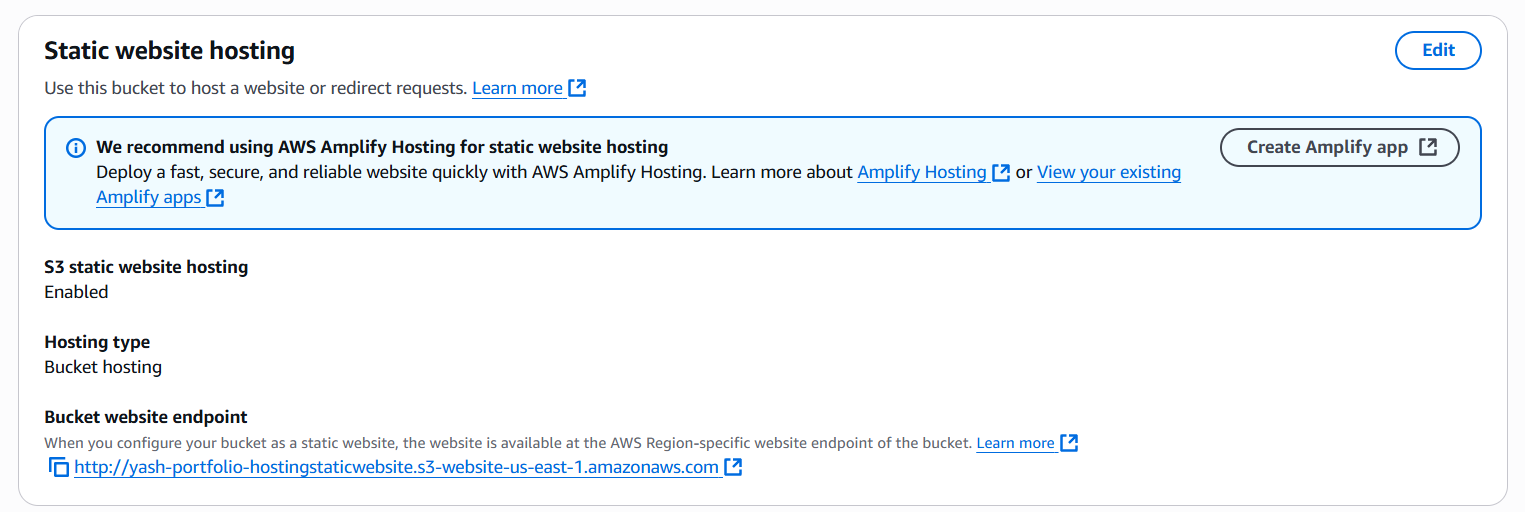 Static website hosting
Edit
Use this bucket to host a website or redirect requests. Learn more
We recommend using AWS Amplify Hosting for static website hosting
Create Amplify app
Deploy a fast, secure, and reliable website quickly with AWS Amplify Hosting. Learn more about Amplify Hosting or View your existing
Amplify apps
S3 static website hosting
Enabled
Hosting type
Bucket hosting
Bucket website endpoint
When you configure your bucket as a static website, the website is available at the AWS Region-specific website endpoint of the bucket. Learn more
http://yash-portfolio-hostingstaticwebsite.s3-website-us-east-1.amazonaws.com